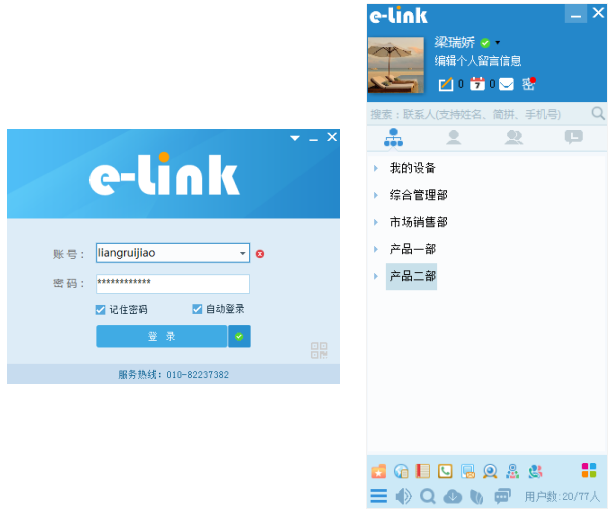 e-link
账号：
liangruijiao
密码：
************
记住密码
自动登录
登 录
服务热线：010-82237382
e-link
梁瑞娇
编辑个人留言信息
0
7
0
密
搜索：联系人(支持姓名、简拼、手机号)
我的设备
综合管理部
市场销售部
产品一部
产品二部
用户数:20/77人